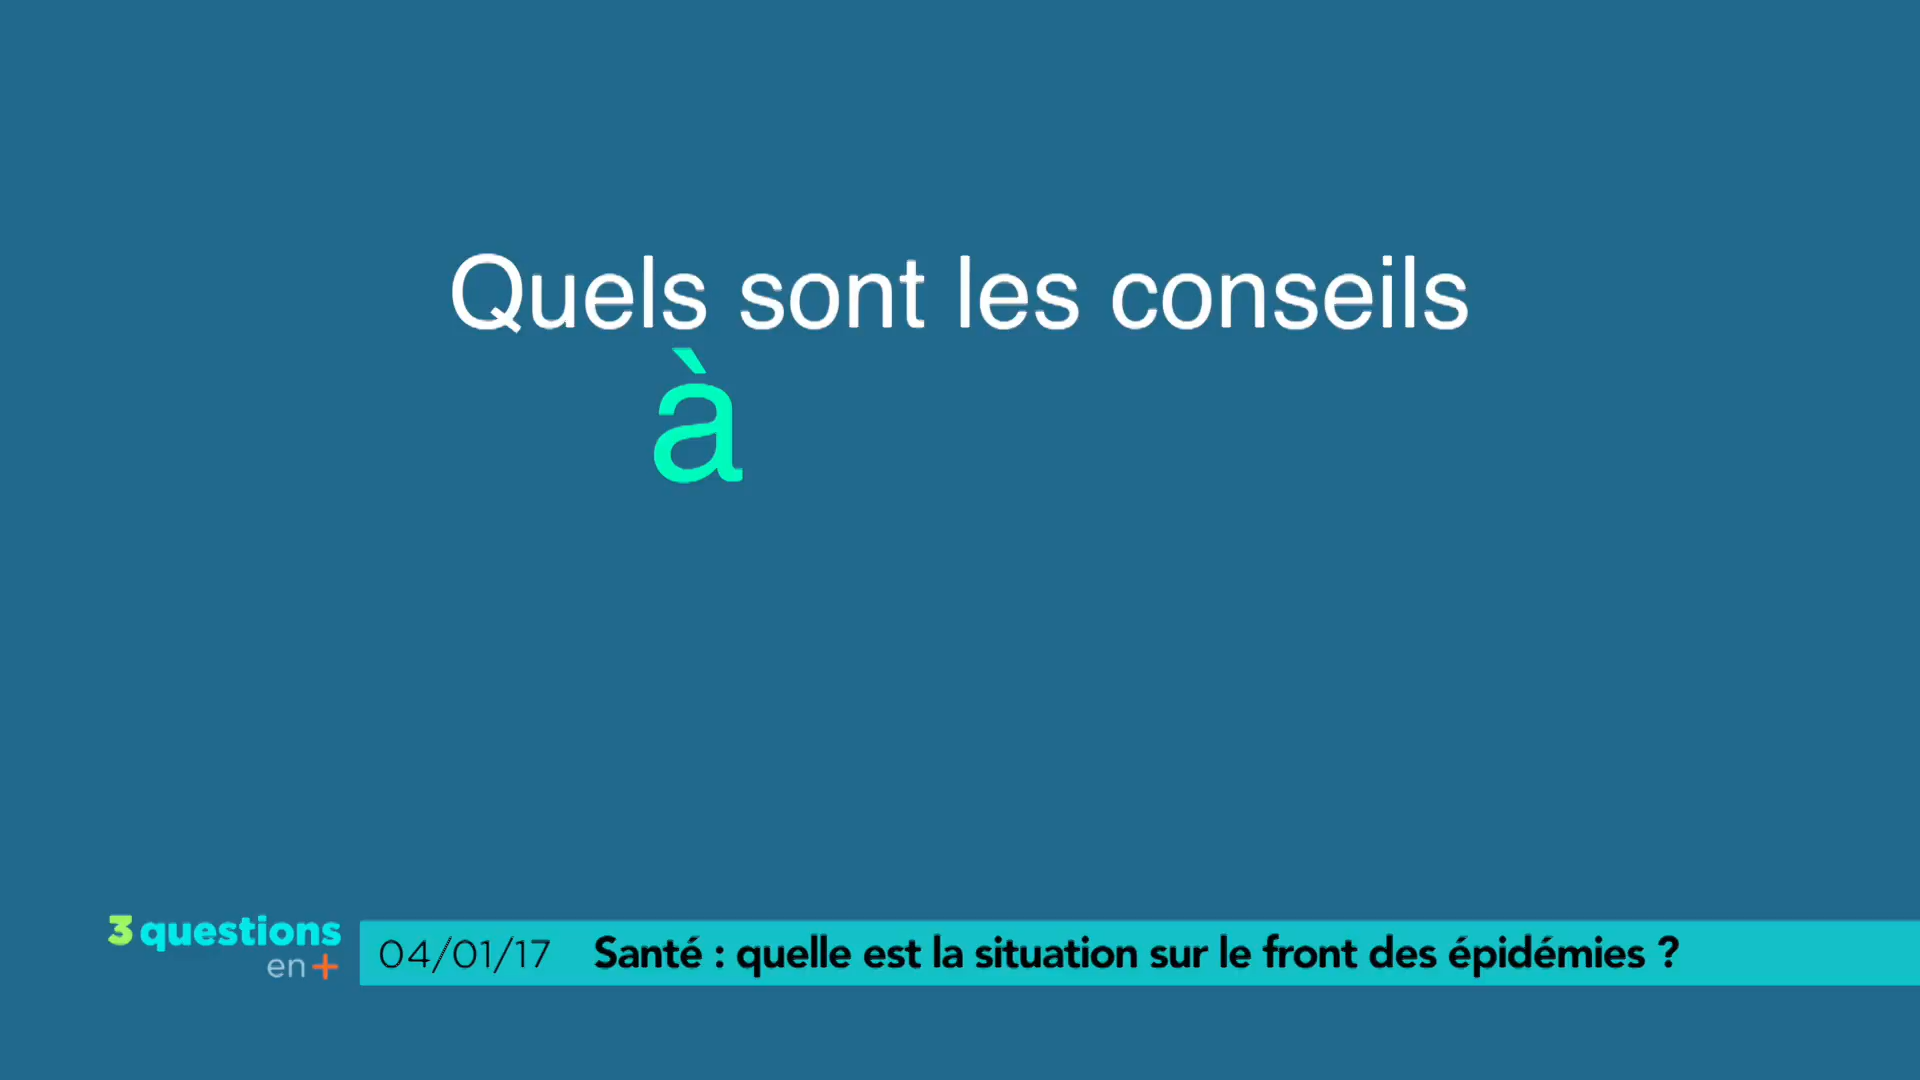 Quels sont les conseils
à
3 questions
en +
04/01/17 Santé : quelle est la situation sur le front des épidémies ?